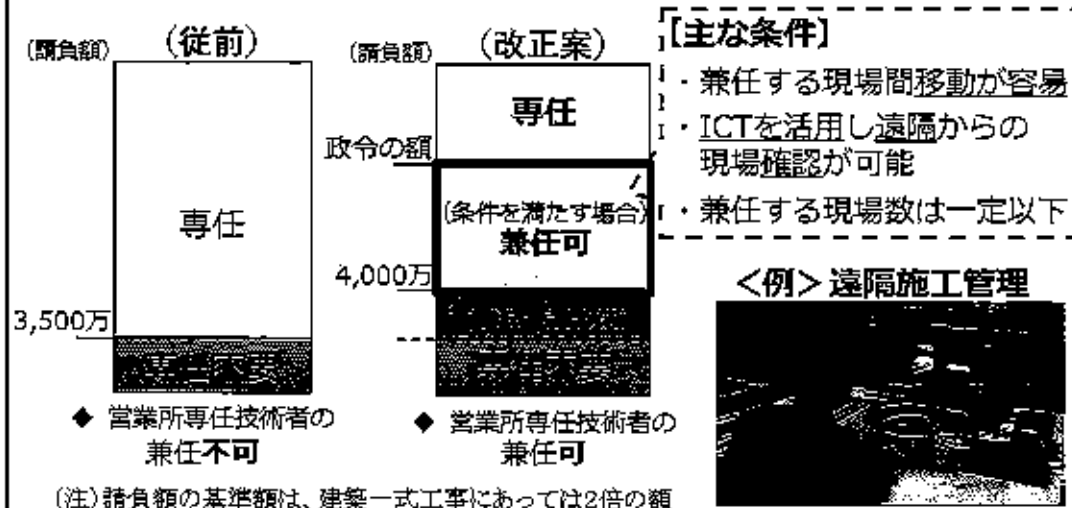 (従前)
(請負額)
専任
3,500万
◆ 営業所専任技術者の
兼任不可
(改正案)
(請負額)
専任
政令の額
(条件を満たす場合)
兼任可
4,000万
◆ 営業所専任技術者の
兼任可
(注)請負額の基準額は、建築一式工事にあっては2倍の額
【主な条件】
・兼任する現場間移動が容易
・ICTを活用し遠隔からの
現場確認が可能
・兼任する現場数は一定以下
<例>遠隔施工管理